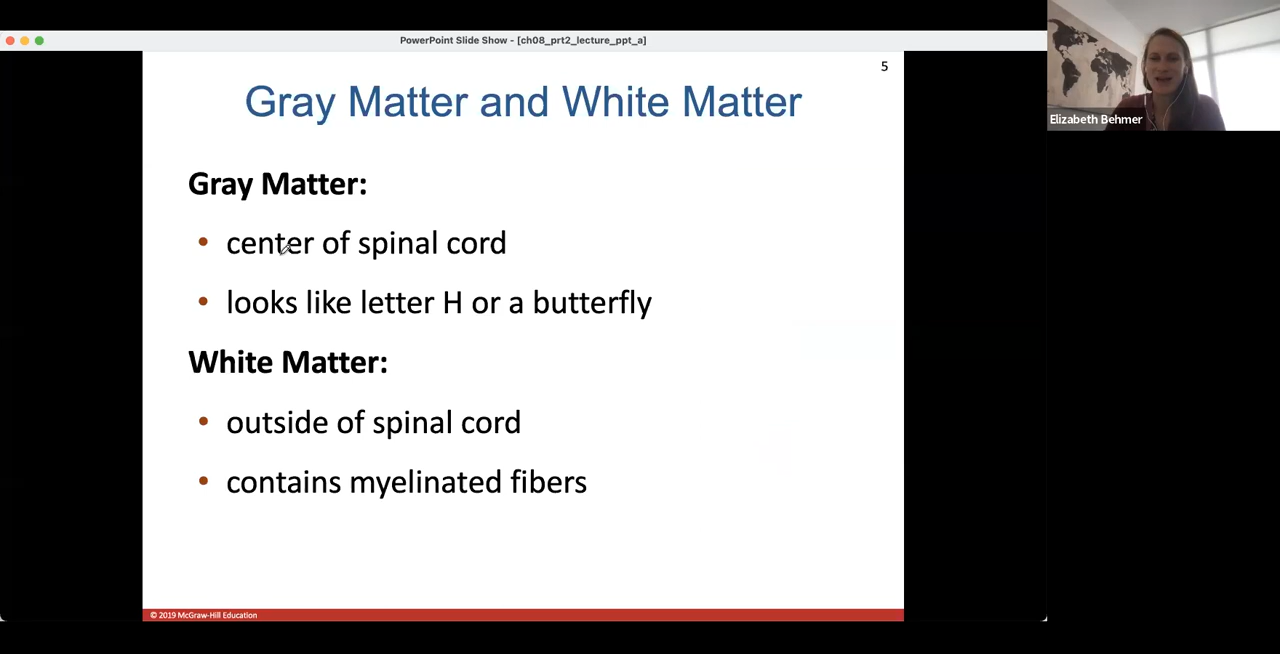 PowerPoint Slide Show - [ch08_prt2_lecture_ppt_a]
5
Gray Matter and White Matter
Gray Matter:
• center of spinal cord
• looks like letter H or a butterfly
White Matter:
• outside of spinal cord
• contains myelinated fibers
© 2019 McGraw-Hill Education
Elizabeth Behmer